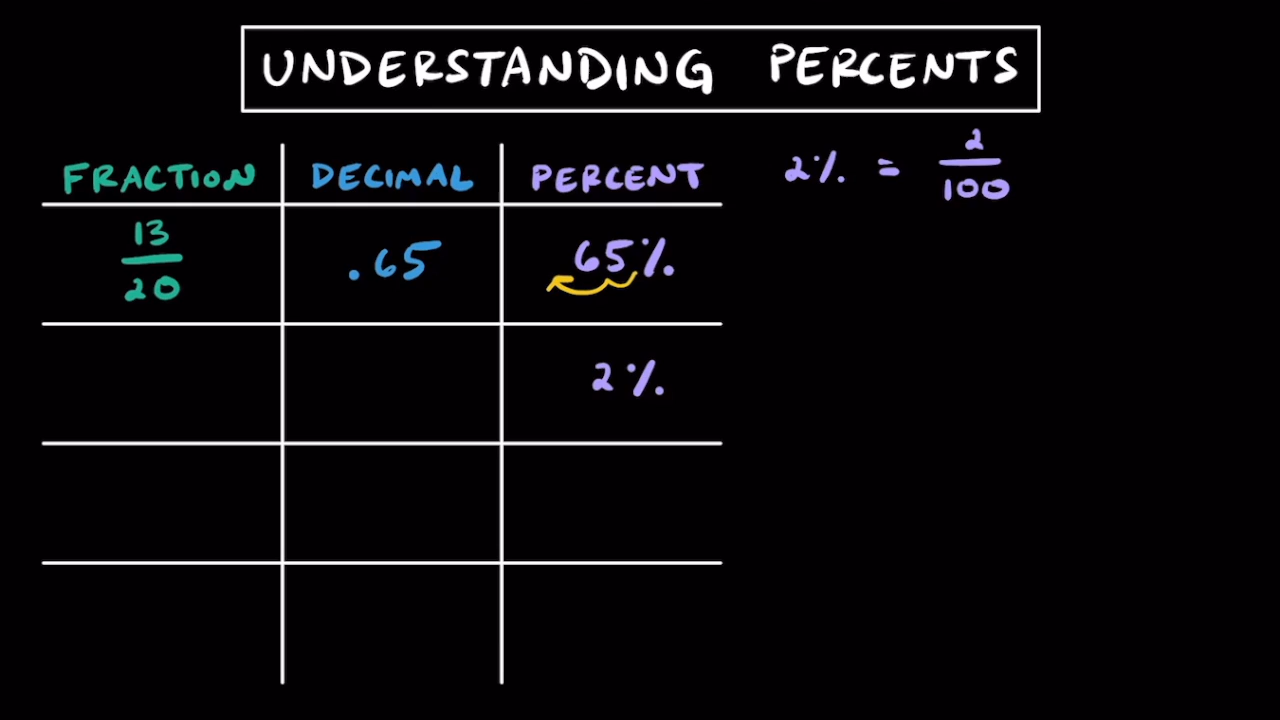 UNDERSTANDING PERCENTS
FRACTION DECIMAL PERCENT
13/20 .65 65%
2%
2% = 2/100